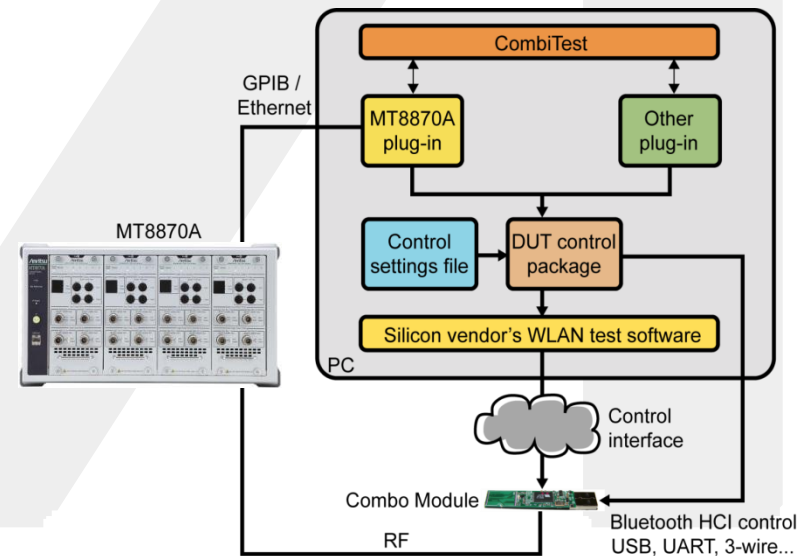 CombiTest
GPIB /
Ethernet
MT8870A
plug-in
Other
plug-in
MT8870A
Control
settings file
DUT control
package
Silicon vendor's WLAN test software
PC
Control
interface
Combo Module
Bluetooth HCI control
USB, UART, 3-wire...
RF
/inritsu